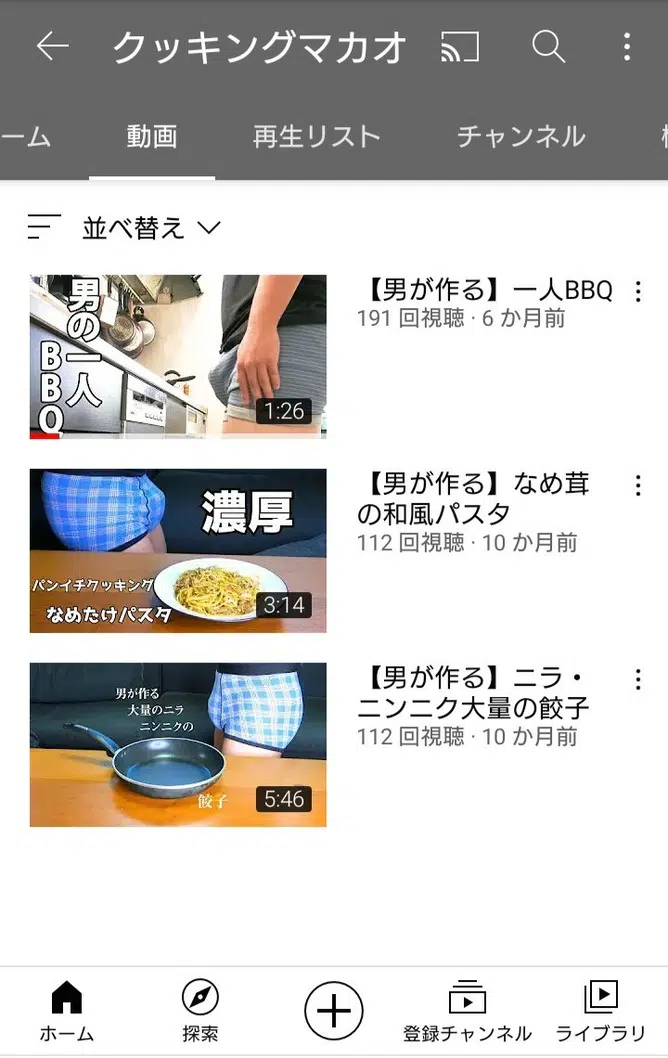 クッキングマカオ
ーム 動画 再生リスト チャンネル
並べ替え
男の一人
BBQ
1:26
【男が作る】一人BBQ
191 回視聴・6 か月前
濃厚
パンイチクッキング
なめたけパスタ
3:14
【男が作る】なめ茸
の和風パスタ
112 回視聴・10 か月前
男が作る
大量のニラ
ニンニクの
餃子
5:46
【男が作る】ニラ・
ニンニク大量の餃子
112 回視聴・10 か月前
ホーム 探索 登録チャンネル ライブラリ